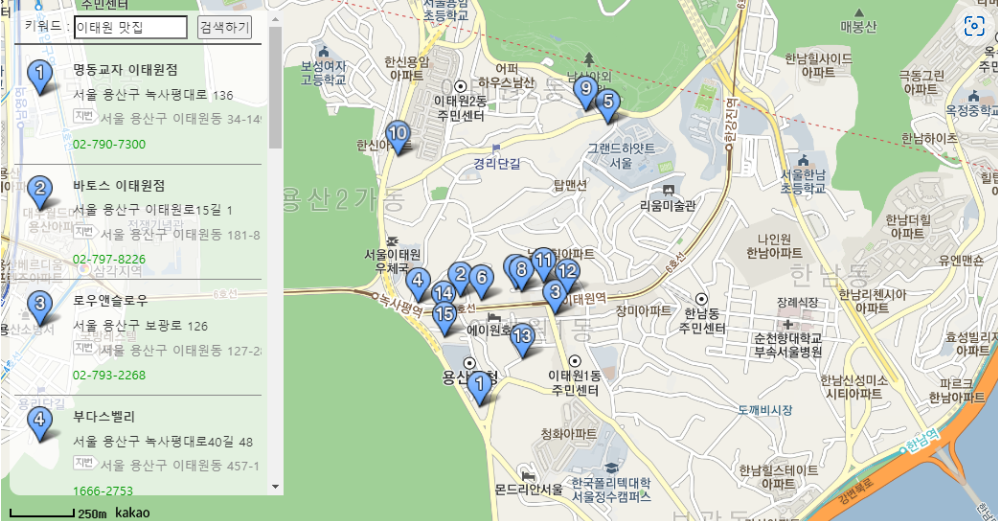 키워드 : 이태원 맛집 검색하기
1
명동교자 이태원점
서울 용산구 녹사평대로 136
지번 서울 용산구 이태원동 34-14
02-790-7300
2
바토스 이태원점
서울 용산구 이태원로15길 1
지번 서울 용산구 이태원동 181-8
02-797-8226
3
로우앤슬로우
서울 용산구 보광로 126
지번 서울 용산구 이태원동 127-2
02-793-2268
4
부다스벨리
서울 용산구 녹사평대로40길 48
지번 서울 용산구 이태원동 457-1
1666-2753
250m kakao
주민센터
삼각지역
서울용암
초등학교
보성여자
고등학교
한신용암
아파트
어퍼
하우스남산
남산야외
이태원2동
주민센터
9
5
10
경리단길
그랜드하얏트
서울
탑맨션
리움미술관
용산2가동
한강진역
6호선
매봉산
한남힐사이드
아파트
극동그린
아파트
옥정중학교
한남하이츠
서울한남
초등학교
한남더힐
아파트
나인원
한남아파트
유엔맨숀
한남동
서울이태원
우체국
4
2
6
8
11
12
14
3
15
13
1
6호선
녹사평역
이태원역
장미아파트
한남동
주민센터
장례식장
순천향대학교
부속서울병원
한남리첸시아
아파트
효성빌리지
아파트
이태원1동
주민센터
한남신성미소
시티아파트
파르크
한남아파트
도깨비시장
청화아파트
한남역
한남힐스테이트
아파트
강변북로
몬드리안서울
한국폴리텍대학
서울정수캠퍼스
보광동